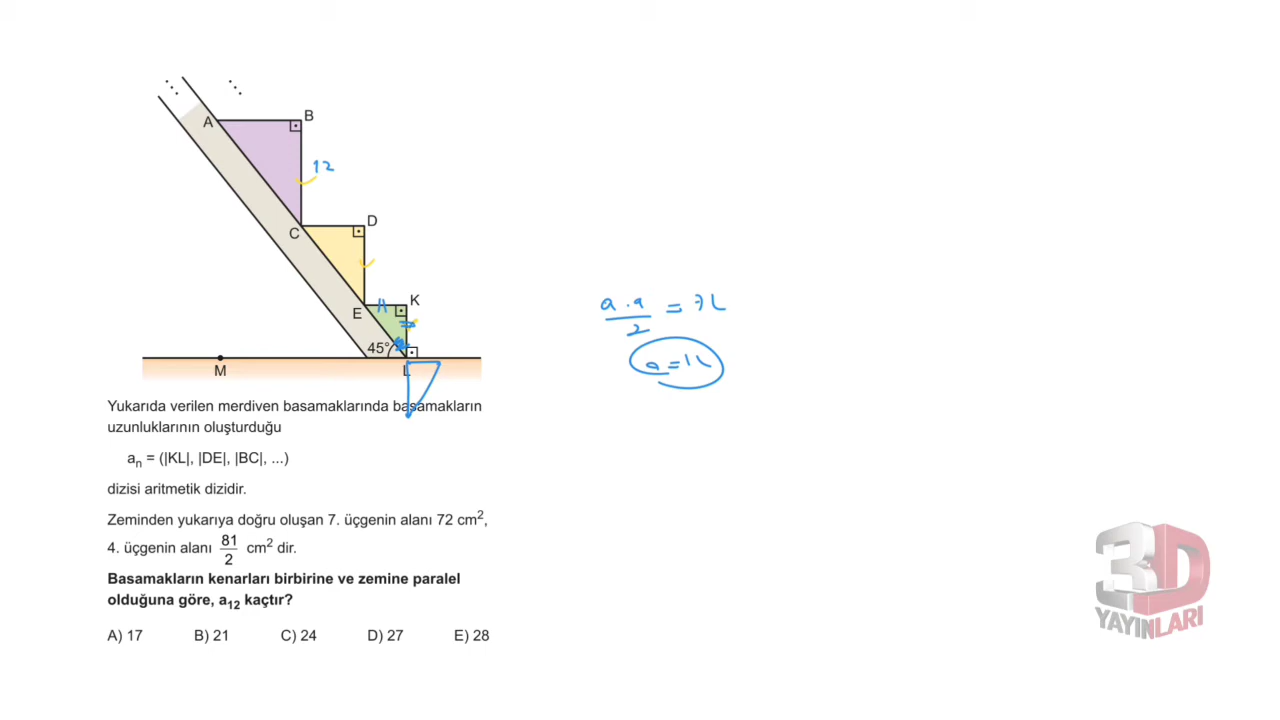 A
B
12
C
D
E
11
K
45°
M
L
Yukarıda verilen merdiven basamaklarında basamakların
uzunluklarının oluşturduğu
aₙ = (|KL|, |DE|, |BC|, ...)
dizisi aritmetik dizidir.
Zeminden yukarıya doğru oluşan 7. üçgenin alanı 72 cm²,
4. üçgenin alanı 81/2 cm² dir.
Basamakların kenarları birbirine ve zemine paralel
olduğuna göre, a₁₂ kaçtır?
A) 17 B) 21 C) 24 D) 27 E) 28
a . a / 2 = 72
a = 12
3D
YAYINLARI